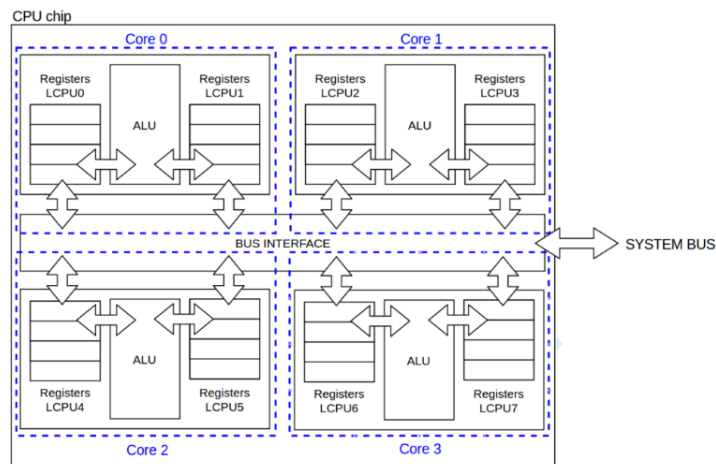 CPU chip
Core 0
Core 1
Registers
LCPU0
ALU
Registers
LCPU1
Registers
LCPU2
ALU
Registers
LCPU3
BUS INTERFACE
SYSTEM BUS
Registers
LCPU4
ALU
Registers
LCPU5
Registers
LCPU6
ALU
Registers
LCPU7
Core 2
Core 3